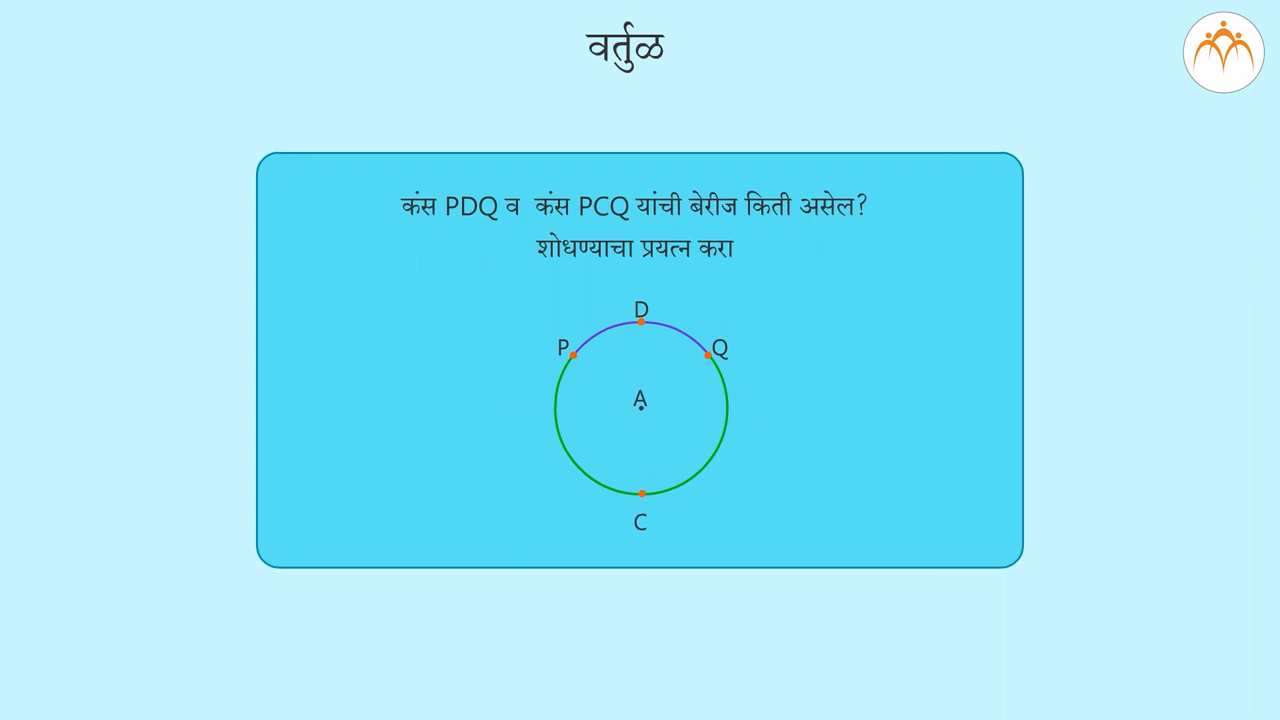 वर्तुळ
कंस PDQ व कंस PCQ यांची बेरीज किती असेल?
शोधण्याचा प्रयत्न करा
D
P
Q
A
C